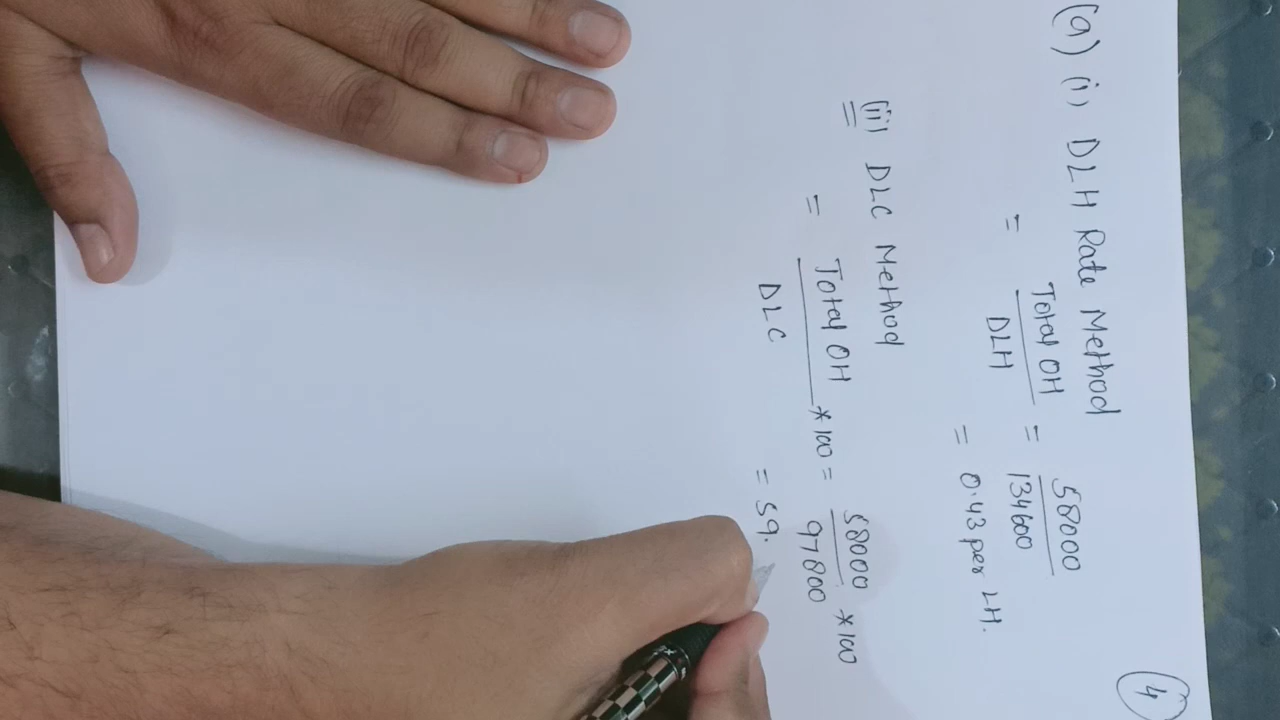 (a) (i) DLH Rate Method
= Total OH / DLH = 58000 / 134600
= 0.43 per LH.
(ii) DLC Method
= Total OH / DLC * 100 = 58000 / 97800 * 100
= 59.
4